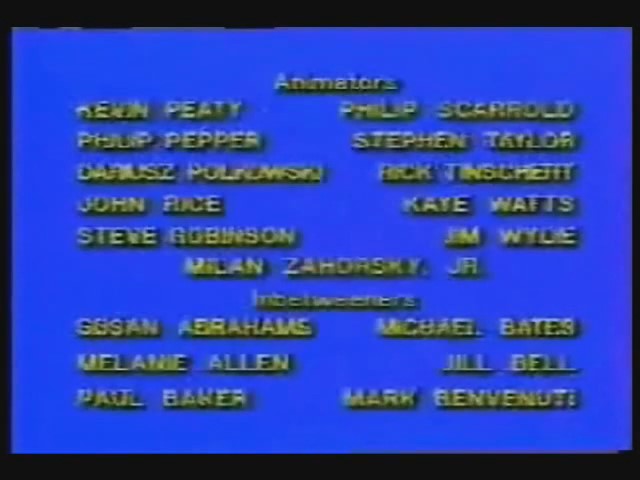 Animators
KEVIN PEATY PHILIP SCARROLD
PHILIP PEPPER STEPHEN TAYLOR
DARIUSZ POLKOWSKI RICK TINSCHERT
JOHN RICE KAYE WATTS
STEVE ROBINSON JIM WYLIE
MILAN ZAHORSKY, JR.
Inbetweeners
SUSAN ABRAHAMS MICHAEL BATES
MELANIE ALLEN JILL BELL
PAUL BAKER MARK BENVENUTI